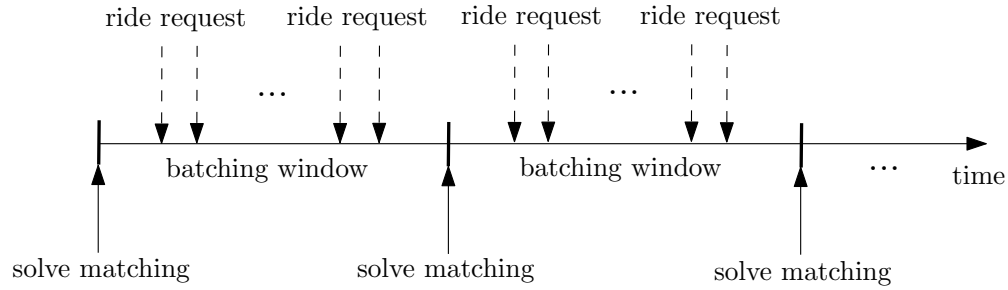 ride request ride request ride request ride request
... ...
batching window batching window ...
time
solve matching solve matching solve matching